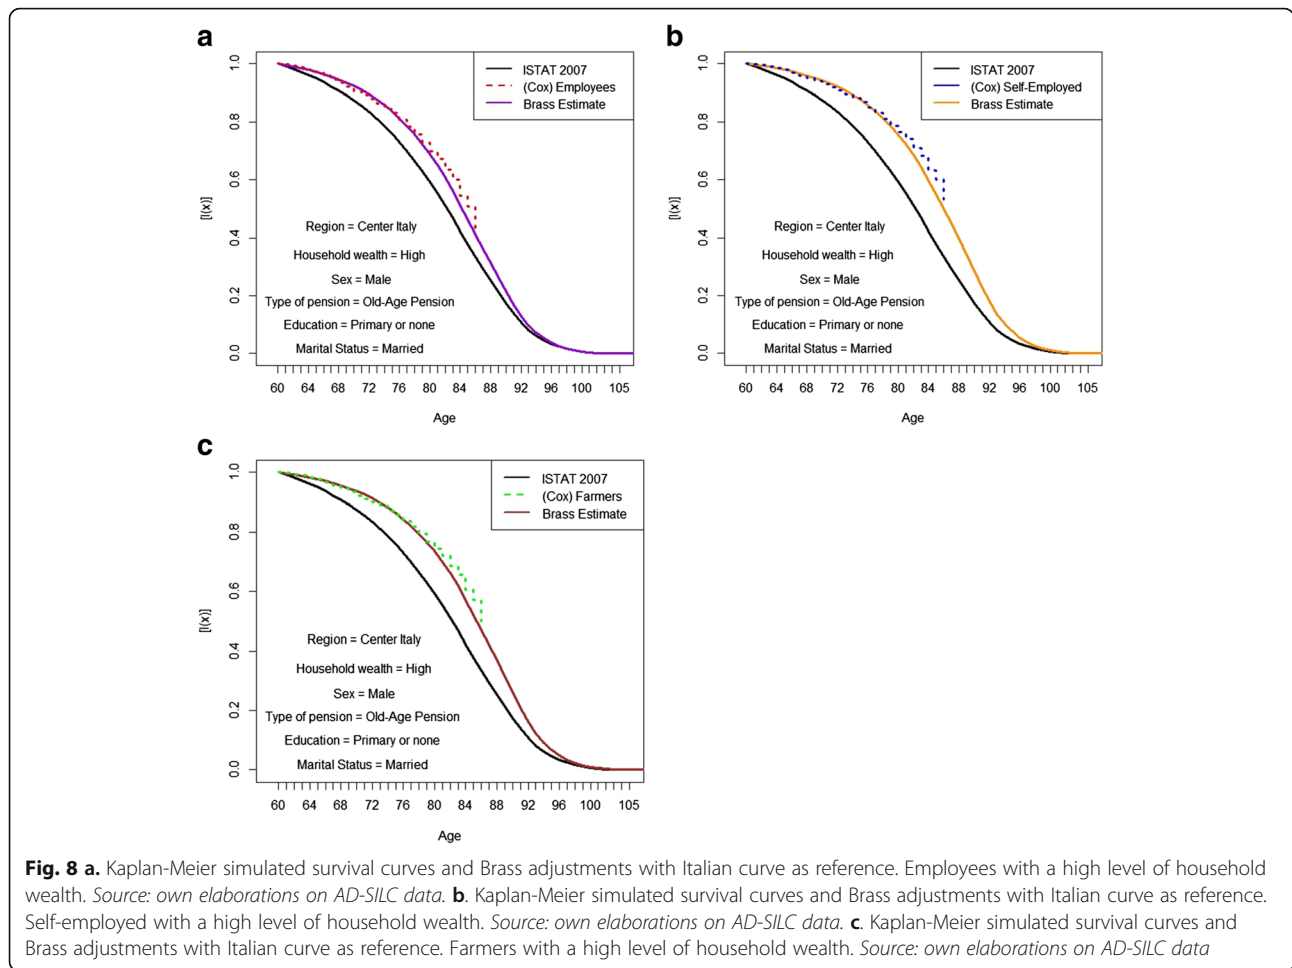 a
ISTAT 2007
(Cox) Employees
Brass Estimate
[l(x)]
1.0
0.8
0.6
0.4
0.2
0.0
Region = Center Italy
Household wealth = High
Sex = Male
Type of pension = Old-Age Pension
Education = Primary or none
Marital Status = Married
60 64 68 72 76 80 84 88 92 96 100 105
Age
b
ISTAT 2007
(Cox) Self-Employed
Brass Estimate
[l(x)]
1.0
0.8
0.6
0.4
0.2
0.0
Region = Center Italy
Household wealth = High
Sex = Male
Type of pension = Old-Age Pension
Education = Primary or none
Marital Status = Married
60 64 68 72 76 80 84 88 92 96 100 105
Age
c
ISTAT 2007
(Cox) Farmers
Brass Estimate
[l(x)]
1.0
0.8
0.6
0.4
0.2
0.0
Region = Center Italy
Household wealth = High
Sex = Male
Type of pension = Old-Age Pension
Education = Primary or none
Marital Status = Married
60 64 68 72 76 80 84 88 92 96 100 105
Age
Fig. 8 a. Kaplan-Meier simulated survival curves and Brass adjustments with Italian curve as reference. Employees with a high level of household
wealth. Source: own elaborations on AD-SILC data. b. Kaplan-Meier simulated survival curves and Brass adjustments with Italian curve as reference.
Self-employed with a high level of household wealth. Source: own elaborations on AD-SILC data. c. Kaplan-Meier simulated survival curves and
Brass adjustments with Italian curve as reference. Farmers with a high level of household wealth. Source: own elaborations on AD-SILC data